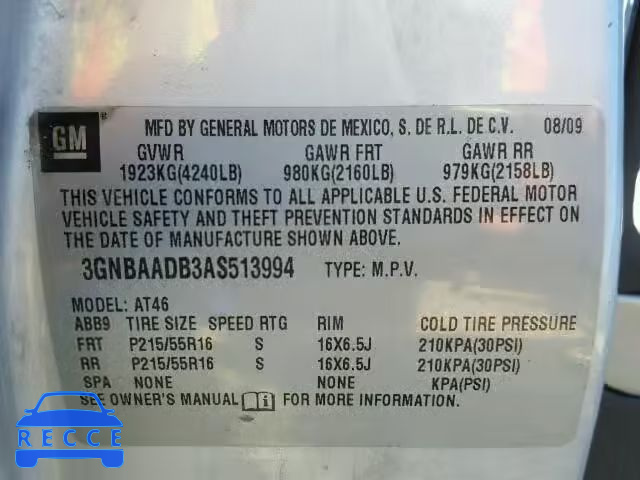 GM ®
MFD BY GENERAL MOTORS DE MEXICO, S. DE R.L. DE C.V. 08/09
GVWR GAWR FRT GAWR RR
1923KG(4240LB) 980KG(2160LB) 979KG(2158LB)
THIS VEHICLE CONFORMS TO ALL APPLICABLE U.S. FEDERAL MOTOR
VEHICLE SAFETY AND THEFT PREVENTION STANDARDS IN EFFECT ON
THE DATE OF MANUFACTURE SHOWN ABOVE.
3GNBAADB3AS513994 TYPE: M.P.V.
MODEL: AT46
ABB9 TIRE SIZE SPEED RTG RIM COLD TIRE PRESSURE
FRT P215/55R16 S 16X6.5J 210KPA(30PSI)
RR P215/55R16 S 16X6.5J 210KPA(30PSI)
SPA NONE NONE KPA(PSI)
SEE OWNER'S MANUAL i FOR MORE INFORMATION.
RECCE